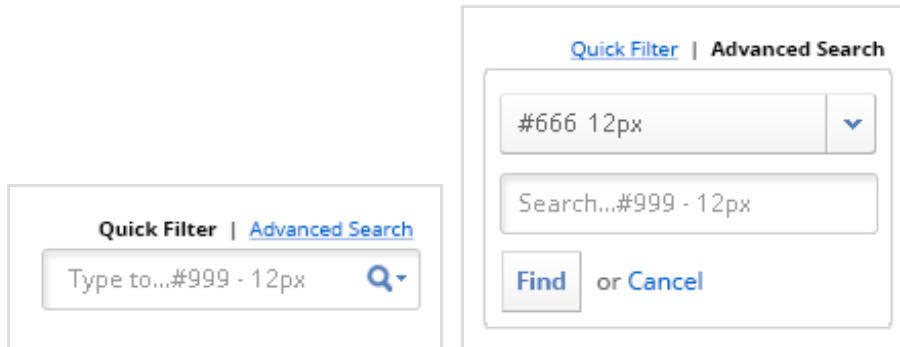 Quick Filter | Advanced Search
Type to...#999 - 12px
Quick Filter | Advanced Search
#666 12px
Search...#999 - 12px
Find or Cancel